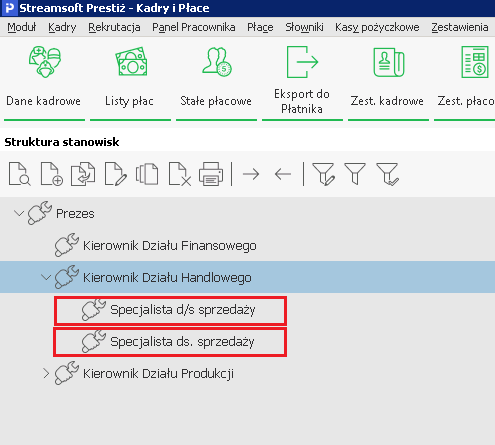 Streamsoft Prestiż - Kadry i Płace
Moduł Kadry Rekrutacja Panel Pracownika Płace Słowniki Kasy pożyczkowe Zestawienia
Dane kadrowe Listy płac Stałe płacowe Eksport do Płatnika Zest. kadrowe Zest. płaco
Struktura stanowisk
Prezes
Kierownik Działu Finansowego
Kierownik Działu Handlowego
Specjalista d/s sprzedaży
Specjalista ds. sprzedaży
Kierownik Działu Produkcji